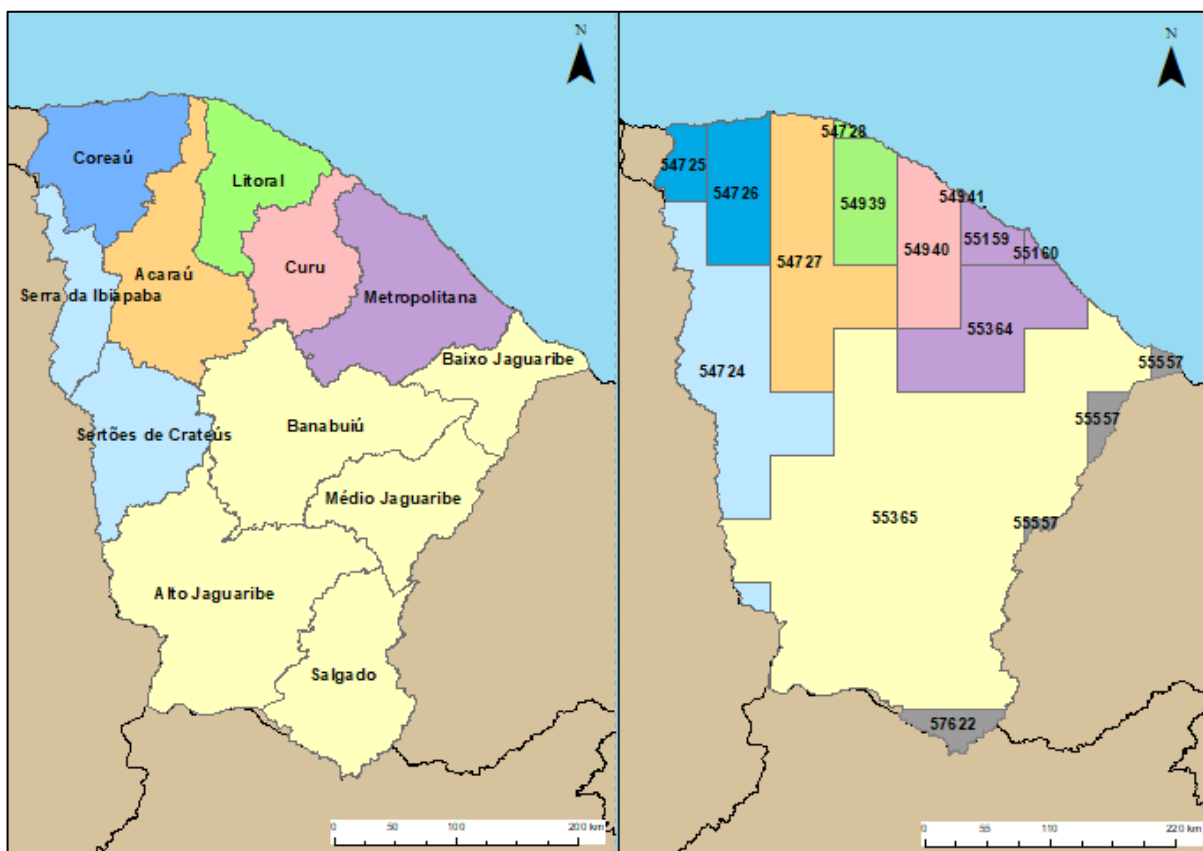 N
Coreaú
Litoral
Acaraú
Curu
Serra da Ibiapaba
Metropolitana
Baixo Jaguaribe
Sertões de Crateús
Banabuiú
Médio Jaguaribe
Alto Jaguaribe
Salgado
0 50 100 200 km
N
54728
54725
54726
54941
54939
55159
54940
55160
54727
55364
54724
55557
55557
55365
55557
57622
0 55 110 220 km